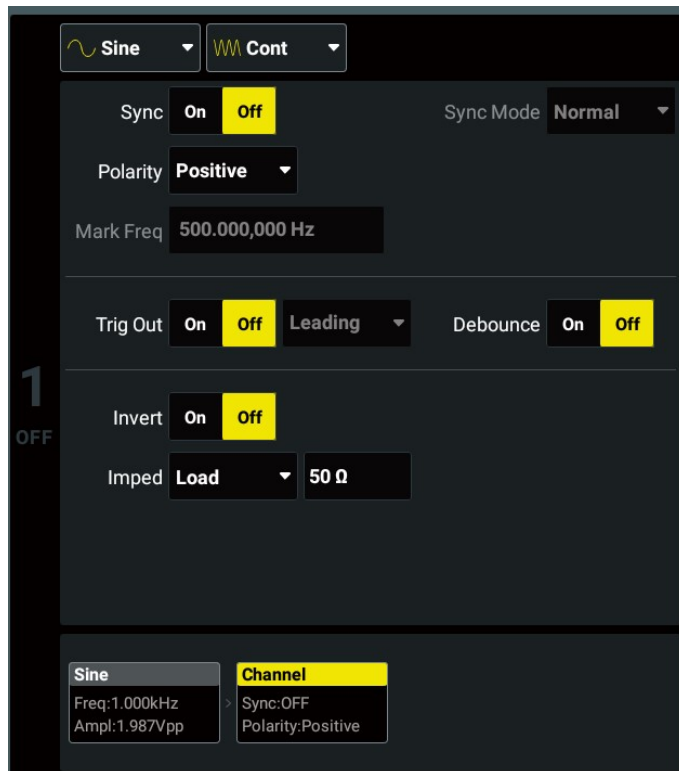 Sine Cont
Sync On Off Sync Mode Normal
Polarity Positive
Mark Freq 500.000,000 Hz
Trig Out On Off Leading Debounce On Off
1
OFF
Invert On Off
Imped Load 50 Ω
Sine Channel
Freq:1.000kHz > Sync:OFF
Ampl:1.987Vpp Polarity:Positive